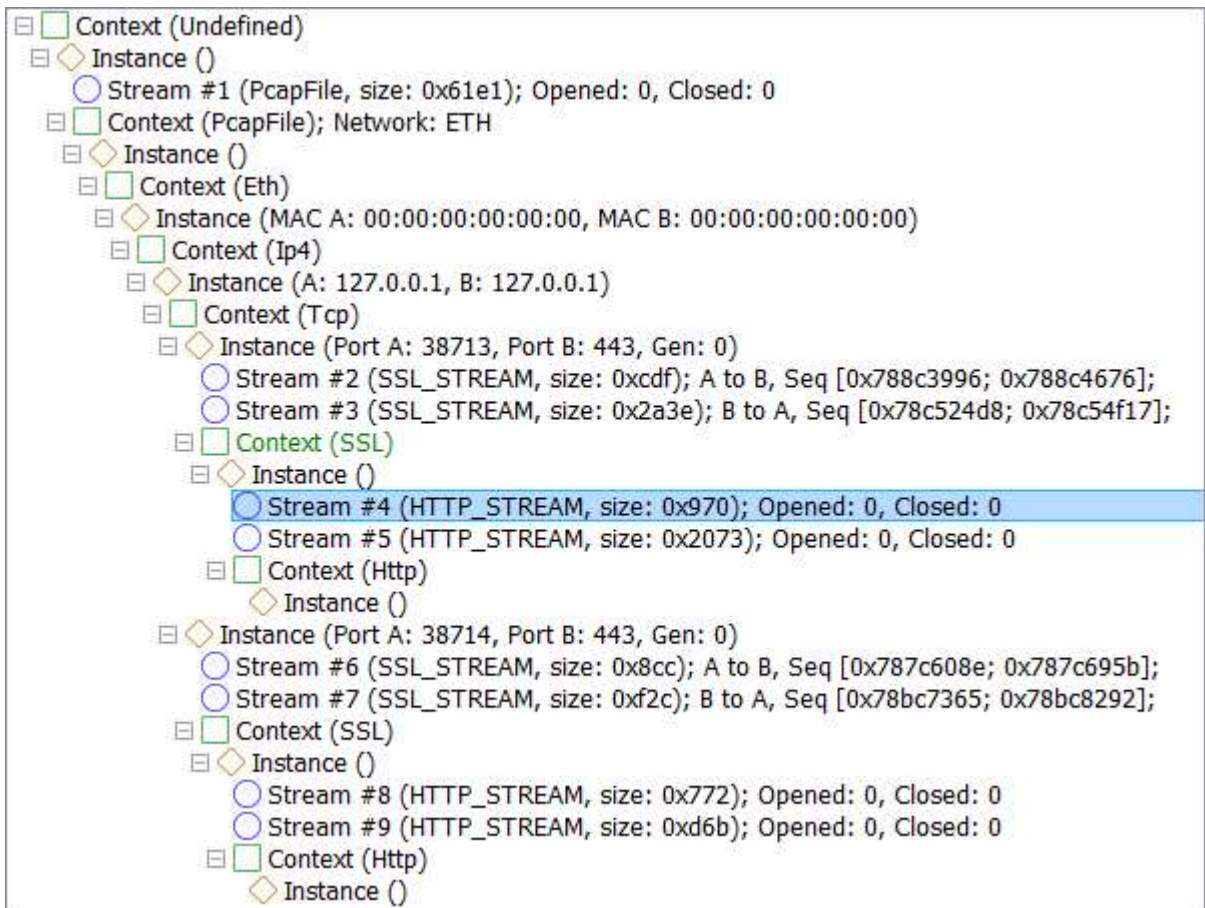 Context (Undefined)
Instance ()
Stream #1 (PcapFile, size: 0x61e1); Opened: 0, Closed: 0
Context (PcapFile); Network: ETH
Instance ()
Context (Eth)
Instance (MAC A: 00:00:00:00:00:00, MAC B: 00:00:00:00:00:00)
Context (Ip4)
Instance (A: 127.0.0.1, B: 127.0.0.1)
Context (Tcp)
Instance (Port A: 38713, Port B: 443, Gen: 0)
Stream #2 (SSL_STREAM, size: 0xcdf); A to B, Seq [0x788c3996; 0x788c4676];
Stream #3 (SSL_STREAM, size: 0x2a3e); B to A, Seq [0x78c524d8; 0x78c54f17];
Context (SSL)
Instance ()
Stream #4 (HTTP_STREAM, size: 0x970); Opened: 0, Closed: 0
Stream #5 (HTTP_STREAM, size: 0x2073); Opened: 0, Closed: 0
Context (Http)
Instance ()
Instance (Port A: 38714, Port B: 443, Gen: 0)
Stream #6 (SSL_STREAM, size: 0x8cc); A to B, Seq [0x787c608e; 0x787c695b];
Stream #7 (SSL_STREAM, size: 0xf2c); B to A, Seq [0x78bc7365; 0x78bc8292];
Context (SSL)
Instance ()
Stream #8 (HTTP_STREAM, size: 0x772); Opened: 0, Closed: 0
Stream #9 (HTTP_STREAM, size: 0xd6b); Opened: 0, Closed: 0
Context (Http)
Instance ()